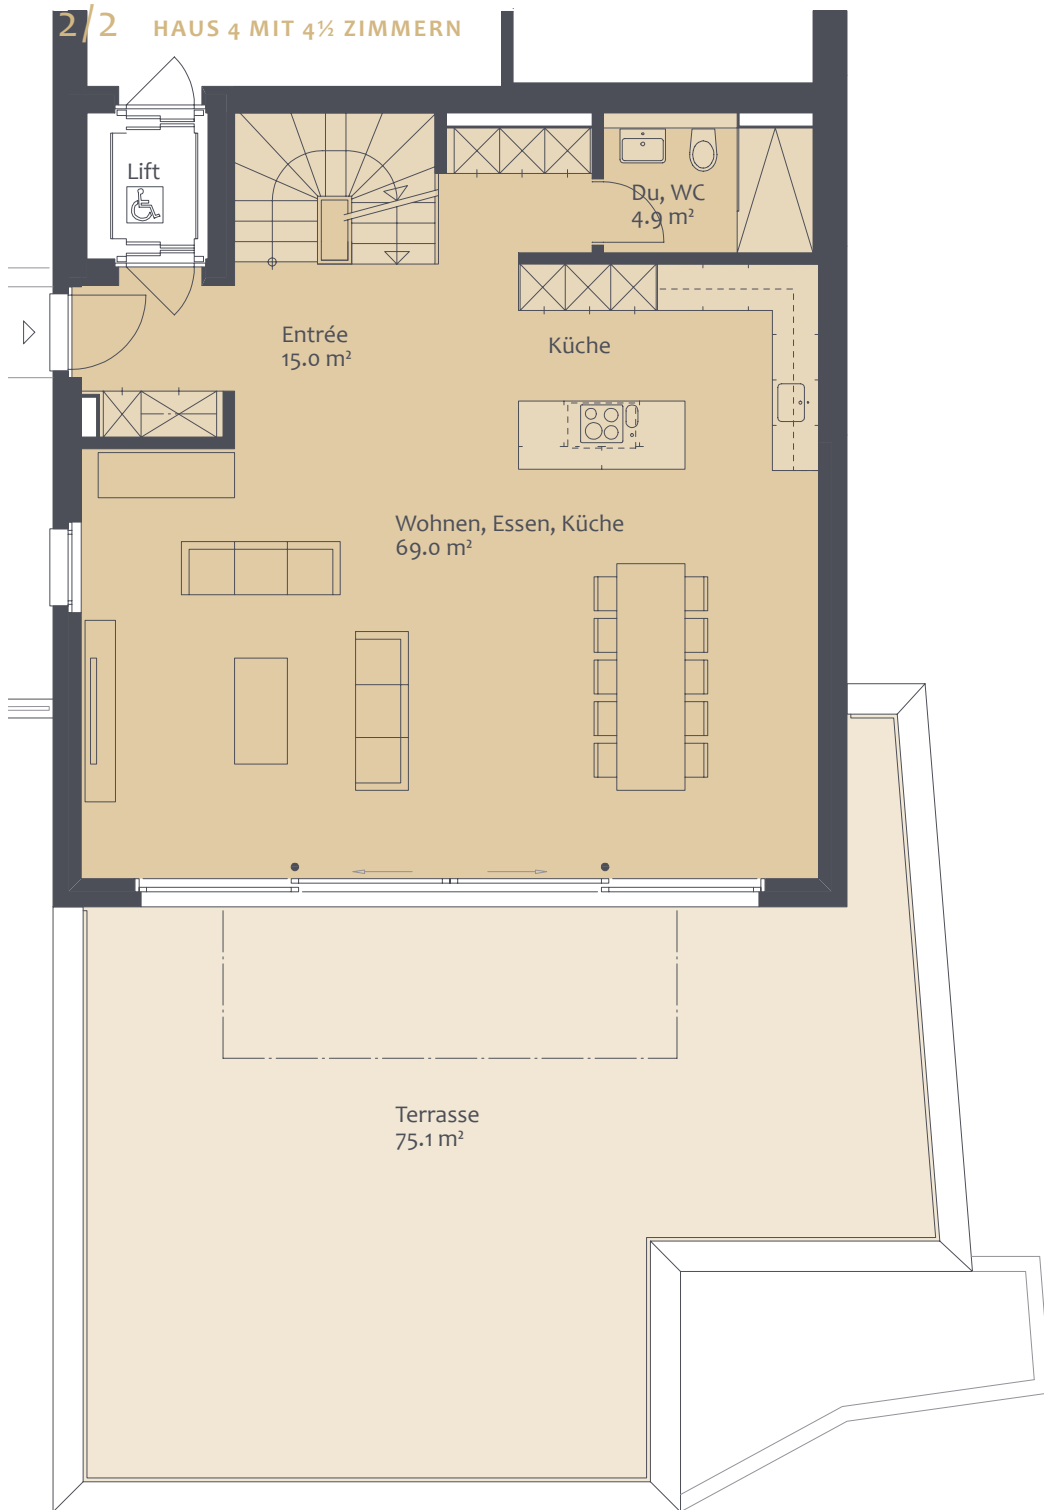 2/2 HAUS 4 MIT 4½ ZIMMERN
Lift
Du, WC
4.9 m²
Entrée
15.0 m²
Küche
Wohnen, Essen, Küche
69.0 m²
Terrasse
75.1 m²